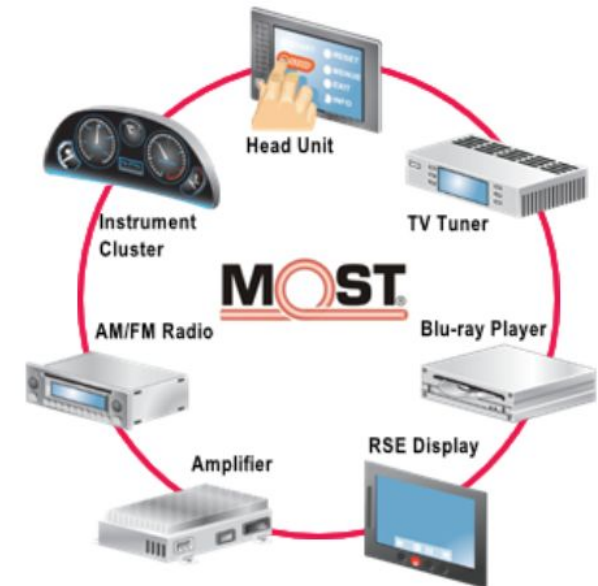 RESET
MENUE
EXIT
INFO
Head Unit
TV Tuner
Instrument
Cluster
MOST®
AM/FM Radio
Blu-ray Player
RSE Display
Amplifier